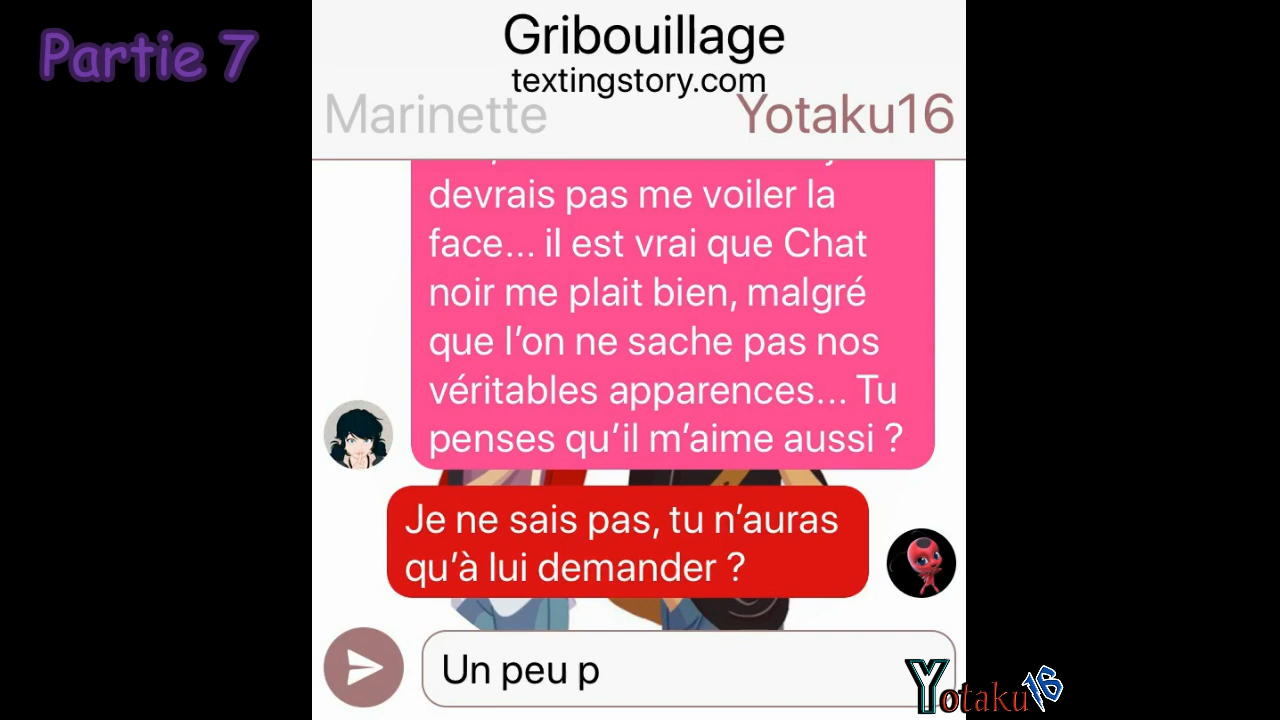 Partie 7
Gribouillage
textingstory.com
Marinette
Yotaku16
devrais pas me voiler la
face... il est vrai que Chat
noir me plait bien, malgré
que l’on ne sache pas nos
véritables apparences... Tu
penses qu’il m’aime aussi ?
Je ne sais pas, tu n’auras
qu’à lui demander ?
Un peu p
Yotaku16